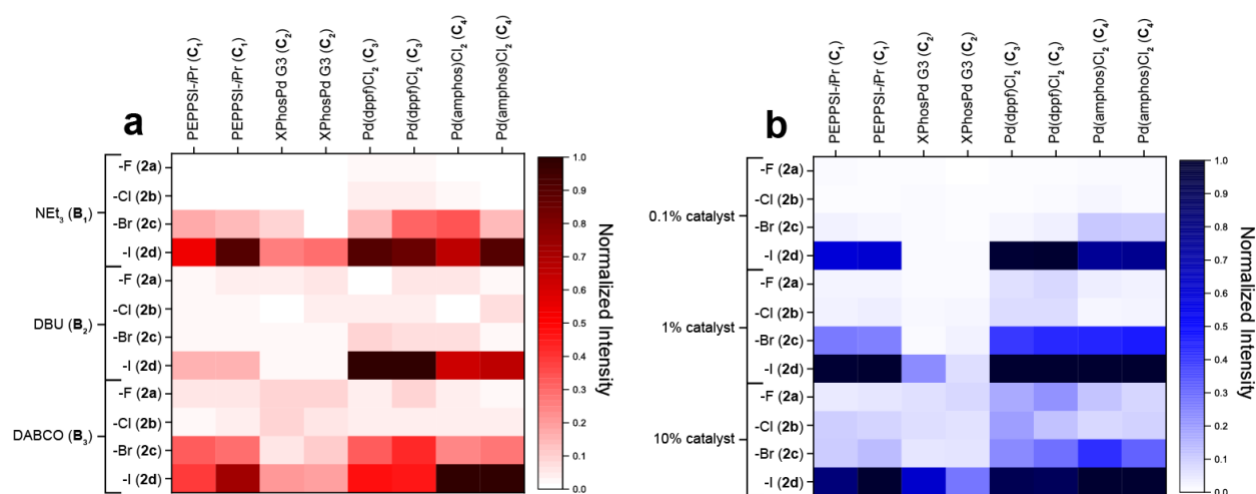 a
PEPPSI-iPr (C₁)
PEPPSI-iPr (C₁)
XPhosPd G3 (C₂)
XPhosPd G3 (C₂)
Pd(dppf)Cl₂ (C₃)
Pd(dppf)Cl₂ (C₃)
Pd(amphos)Cl₂ (C₄)
Pd(amphos)Cl₂ (C₄)
NEt₃ (B₁)
-F (2a)
-Cl (2b)
-Br (2c)
-I (2d)
DBU (B₂)
-F (2a)
-Cl (2b)
-Br (2c)
-I (2d)
DABCO (B₃)
-F (2a)
-Cl (2b)
-Br (2c)
-I (2d)
1.0
0.9
0.8
0.7
0.6
0.5
0.4
0.3
0.2
0.1
0.0
Normalized Intensity
b
PEPPSI-iPr (C₁)
PEPPSI-iPr (C₁)
XPhosPd G3 (C₂)
XPhosPd G3 (C₂)
Pd(dppf)Cl₂ (C₃)
Pd(dppf)Cl₂ (C₃)
Pd(amphos)Cl₂ (C₄)
Pd(amphos)Cl₂ (C₄)
0.1% catalyst
-F (2a)
-Cl (2b)
-Br (2c)
-I (2d)
1% catalyst
-F (2a)
-Cl (2b)
-Br (2c)
-I (2d)
10% catalyst
-F (2a)
-Cl (2b)
-Br (2c)
-I (2d)
1.0
0.9
0.8
0.7
0.6
0.5
0.4
0.3
0.2
0.1
0.0
Normalized Intensity